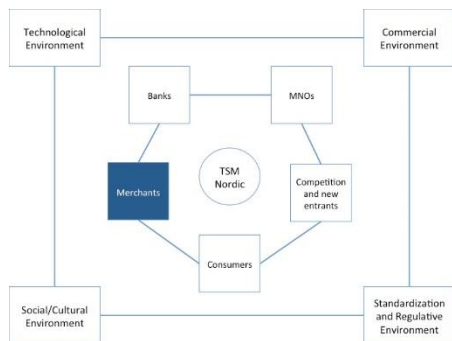 Technological
Environment
Commercial
Environment
Banks
MNOs
TSM
Nordic
Merchants
Competition
and new
entrants
Consumers
Social/Cultural
Environment
Standardization
and Regulative
Environment